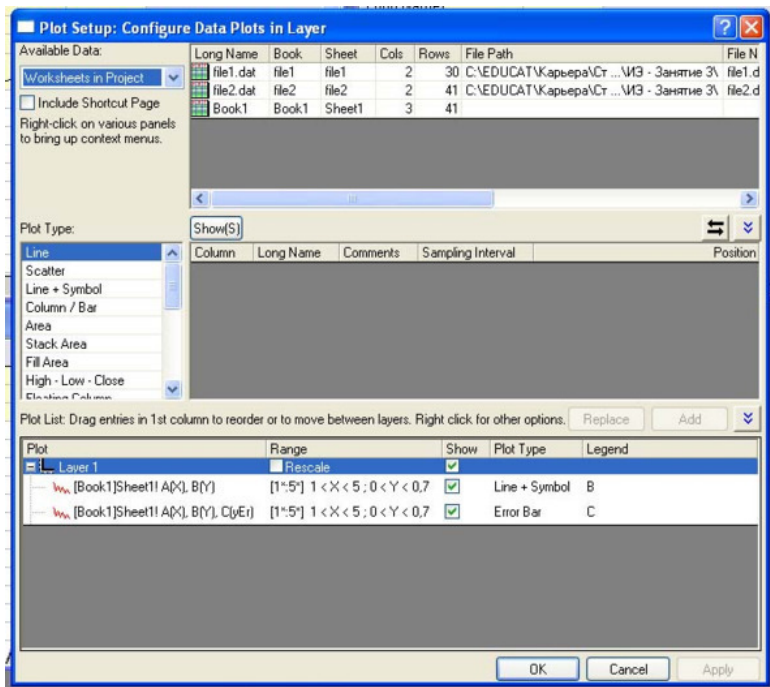 Plot Setup: Configure Data Plots in Layer
Available Data:
Worksheets in Project
Include Shortcut Page
Right-click on various panels
to bring up context menus.
Long Name Book Sheet Cols Rows File Path File N
file1.dat file1 file1 2 30 C:\EDUCAT\Карьера\Ст ...\ИЭ - Занятие 3\ file1.d
file2.dat file2 file2 2 41 C:\EDUCAT\Карьера\Ст ...\ИЭ - Занятие 3\ file2.d
Book1 Book1 Sheet1 3 41
Plot Type:
Show(S)
Line
Scatter
Line + Symbol
Column / Bar
Area
Stack Area
Fill Area
High - Low - Close
Floating Column
Column Long Name Comments Sampling Interval Position
Plot List: Drag entries in 1st column to reorder or to move between layers. Right click for other options. Replace Add
Plot Range Show Plot Type Legend
Layer 1 Rescale
[Book1]Sheet1! A(X), B(Y) [1*:5*] 1 < X < 5 ; 0 < Y < 0,7 Line + Symbol B
[Book1]Sheet1! A(X), B(Y), C(yEr) [1*:5*] 1 < X < 5 ; 0 < Y < 0,7 Error Bar C
OK Cancel Apply